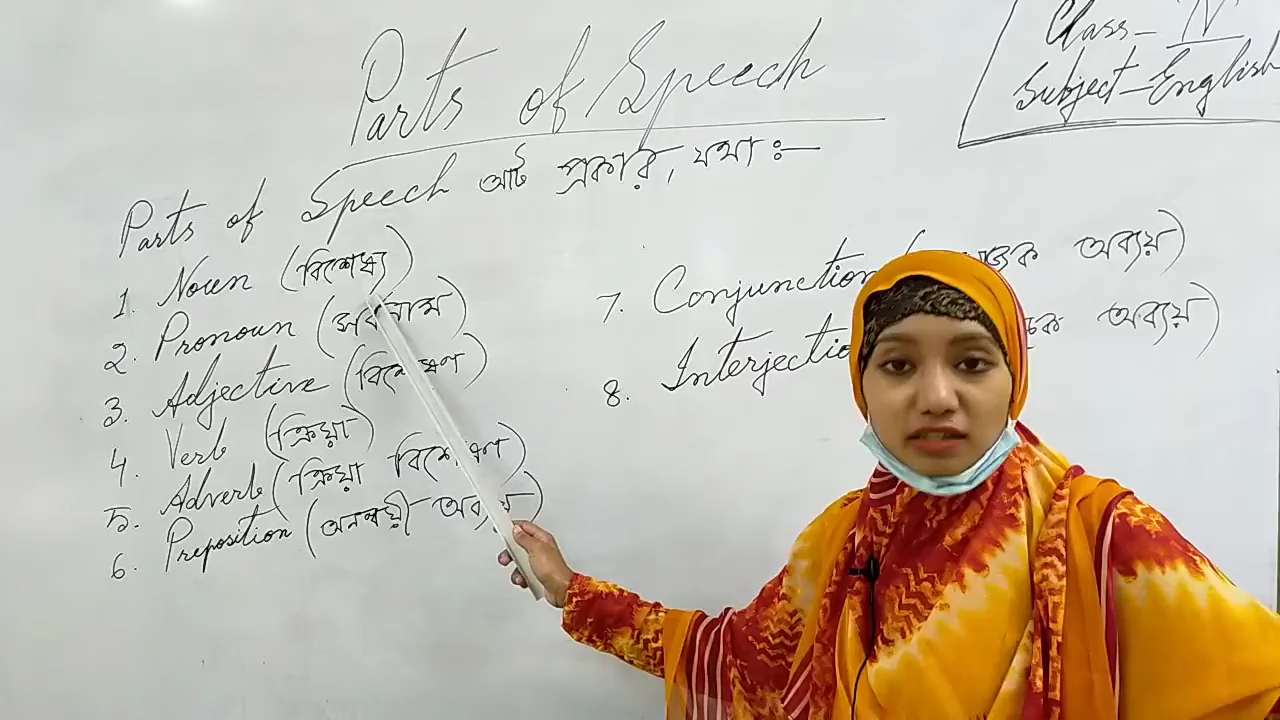 Parts of Speech
Class- IV
Subject-English
Parts of Speech আট প্রকার, যথা ঃ-
1. Noun (বিশেষ্য)
2. Pronoun (সর্বনাম)
3. Adjective (বিশেষণ)
4. Verb (ক্রিয়া)
5. Adverb (ক্রিয়া বিশেষণ)
6. Preposition (অনন্বয়ী অব্যয়)
7. Conjunction ( অব্যয়)
8. অব্যয়)